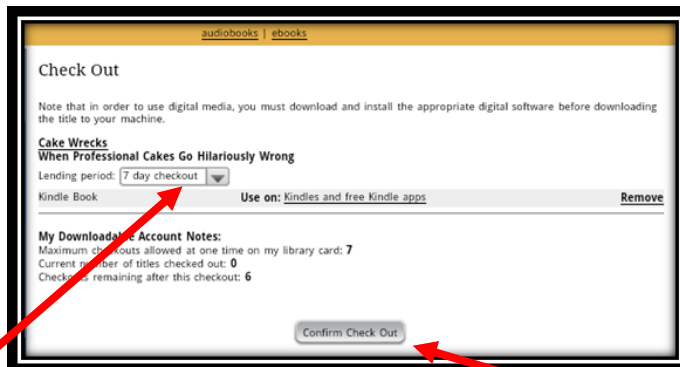 audiobooks | ebooks
Check Out
Note that in order to use digital media, you must download and install the appropriate digital software before downloading
the title to your machine.
Cake Wrecks
When Professional Cakes Go Hilariously Wrong
Lending period: 7 day checkout
Kindle Book Use on: Kindles and free Kindle apps Remove
My Downloadable Account Notes:
Maximum checkouts allowed at one time on my library card: 7
Current number of titles checked out: 0
Checkouts remaining after this checkout: 6
Confirm Check Out